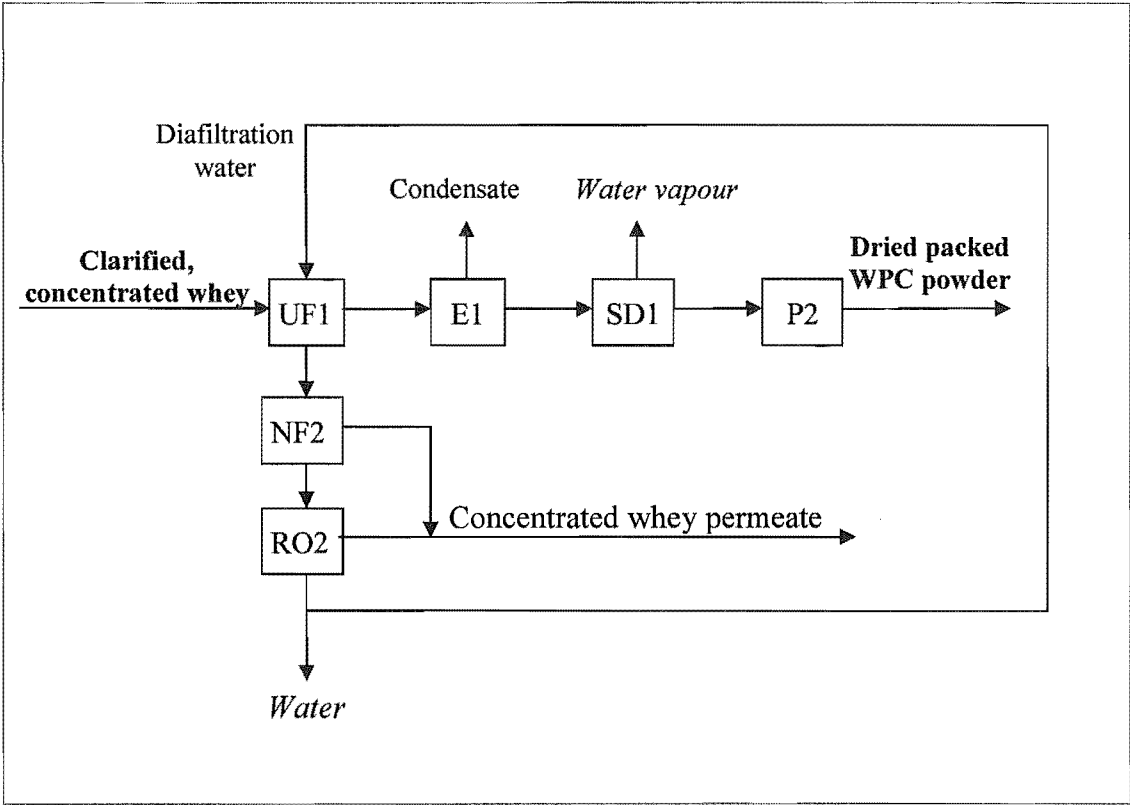 Diafiltration
water
Condensate
Water vapour
Clarified,
concentrated whey
Dried packed
WPC powder
UF1
E1
SD1
P2
NF2
Concentrated whey permeate
RO2
Water